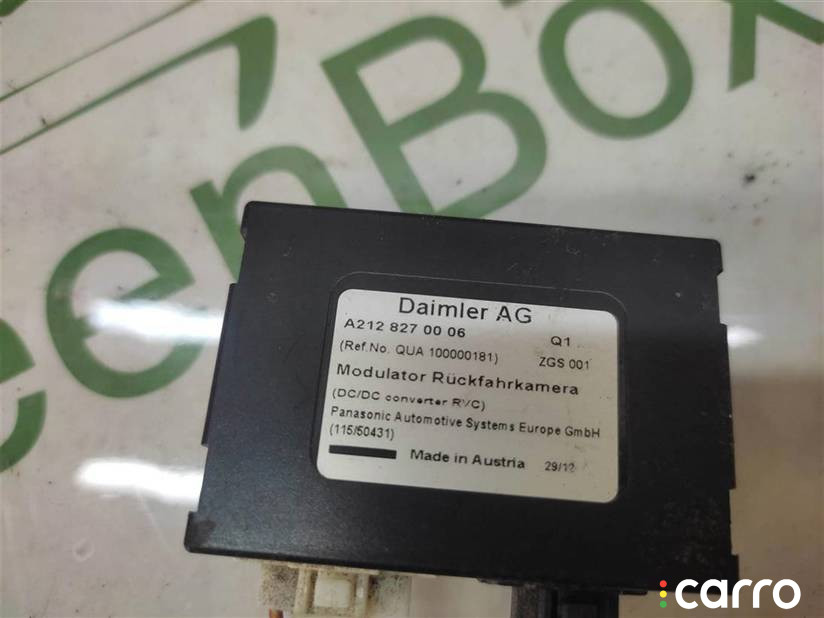 eenBox
Daimler AG
A212 827 00 06
Q1
(Ref.No. QUA 100000181)
ZGS 001
Modulator Rückfahrkamera
(DC/DC converter RVC)
Panasonic Automotive Systems Europe GmbH
(115/50431)
Made in Austria
29/12
carro